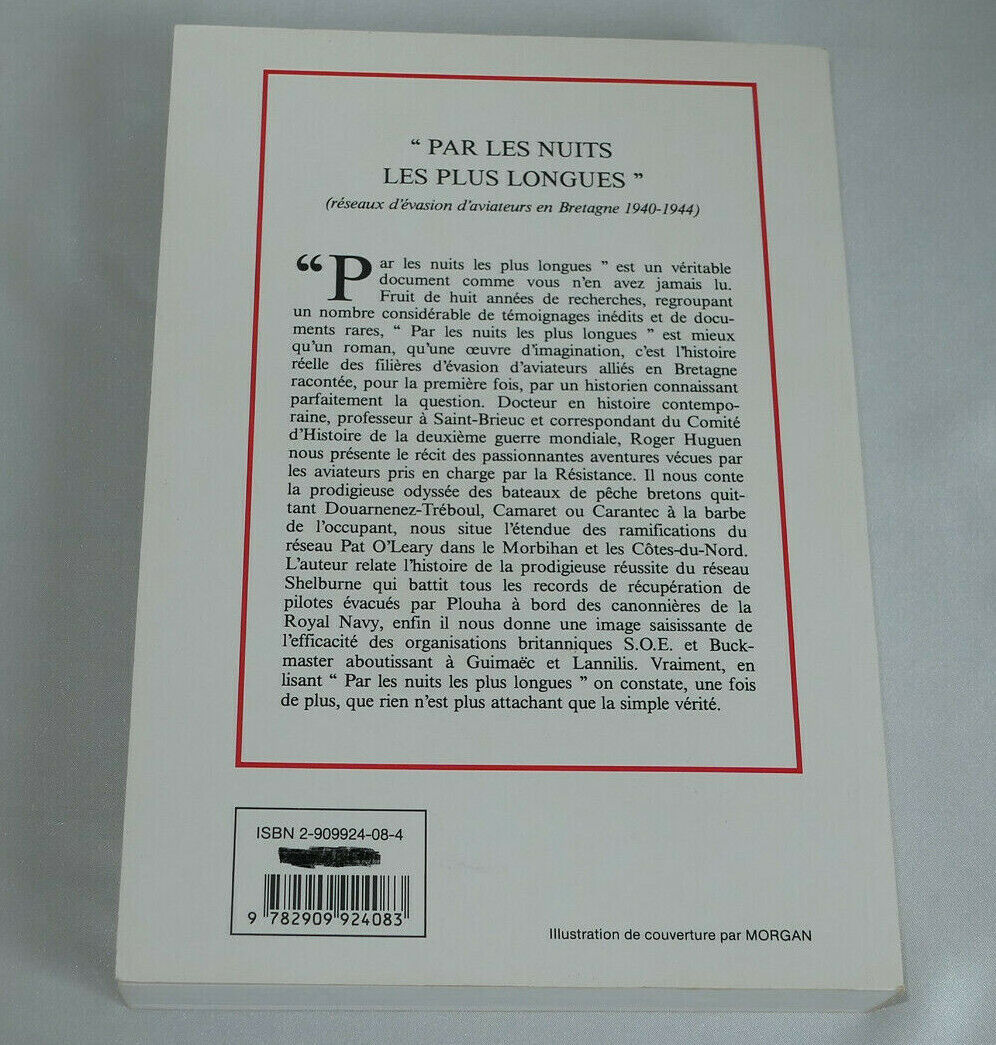 “ PAR LES NUITS
LES PLUS LONGUES ”
(réseaux d'évasion d'aviateurs en Bretagne 1940-1944)
“Par les nuits les plus longues ” est un véritable
document comme vous n'en avez jamais lu.
Fruit de huit années de recherches, regroupant
un nombre considérable de témoignages inédits et de docu-
ments rares, “ Par les nuits les plus longues ” est mieux
qu'un roman, qu'une œuvre d'imagination, c'est l'histoire
réelle des filières d'évasion d'aviateurs alliés en Bretagne
racontée, pour la première fois, par un historien connaissant
parfaitement la question. Docteur en histoire contempo-
raine, professeur à Saint-Brieuc et correspondant du Comité
d'Histoire de la deuxième guerre mondiale, Roger Huguen
nous présente le récit des passionnantes aventures vécues par
les aviateurs pris en charge par la Résistance. Il nous conte
la prodigieuse odyssée des bateaux de pêche bretons quit-
tant Douarnenez-Tréboul, Camaret ou Carantec à la barbe
de l'occupant, nous situe l'étendue des ramifications du
réseau Pat O'Leary dans le Morbihan et les Côtes-du-Nord.
L'auteur relate l'histoire de la prodigieuse réussite du réseau
Shelburne qui battit tous les records de récupération de
pilotes évacués par Plouha à bord des canonnières de la
Royal Navy, enfin il nous donne une image saisissante de
l'efficacité des organisations britanniques S.O.E. et Buck-
master aboutissant à Guimaëc et Lannilis. Vraiment, en
lisant “ Par les nuits les plus longues ” on constate, une fois
de plus, que rien n'est plus attachant que la simple vérité.
ISBN 2-909924-08-4
9 782909 924083
Illustration de couverture par MORGAN